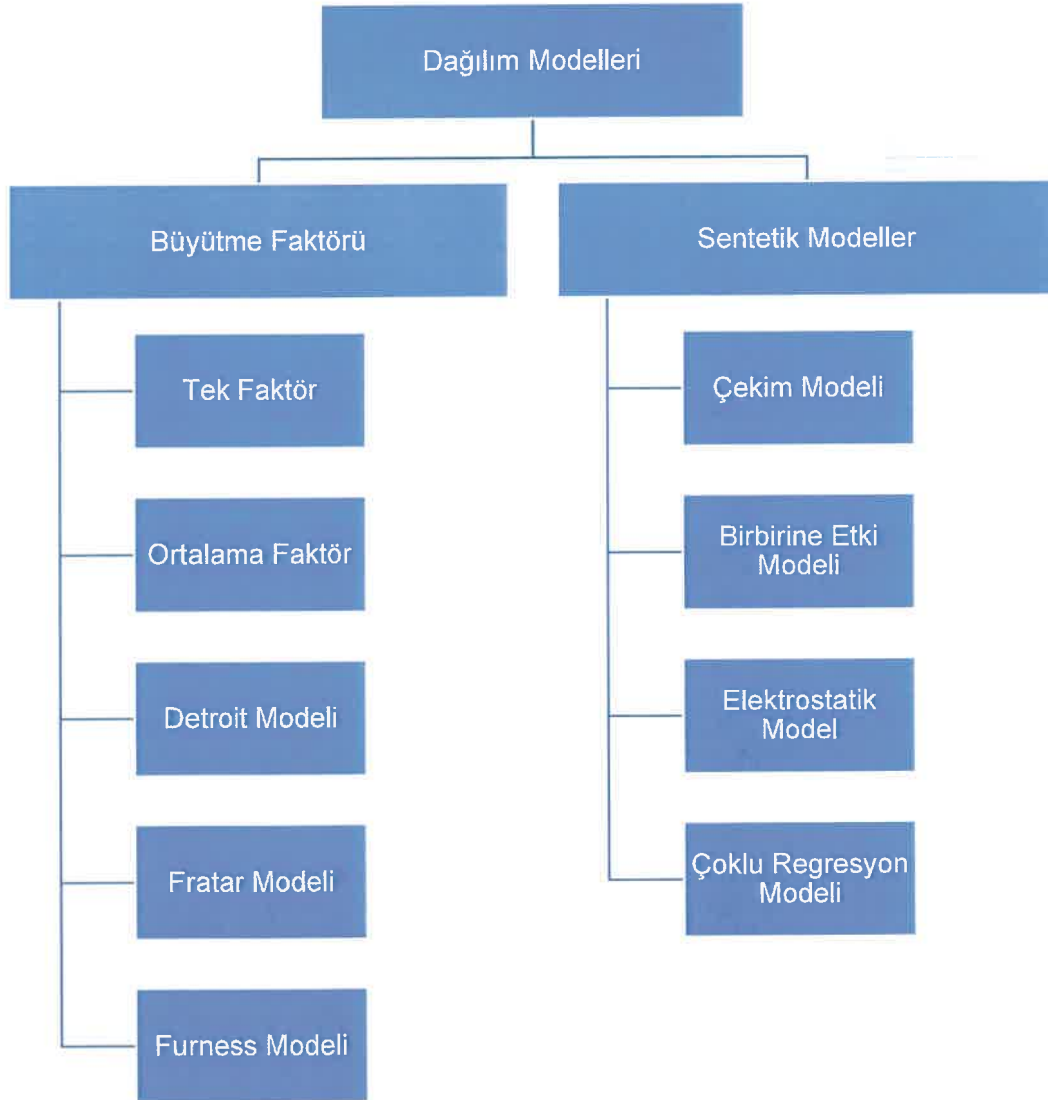 Dağılım Modelleri
Büyütme Faktörü
Sentetik Modeller
Tek Faktör
Ortalama Faktör
Detroit Modeli
Fratar Modeli
Furness Modeli
Çekim Modeli
Birbirine Etki
Modeli
Elektrostatik
Model
Çoklu Regresyon
Modeli